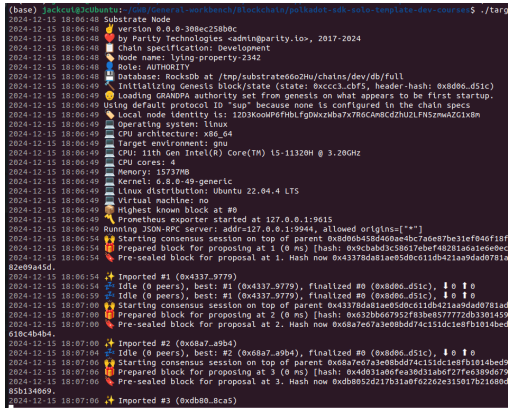 (base) jackcui@JCUbuntu:~/GHB/General-workbench/Blockchain/polkadot-sdk-solo-template-dev-courses$ ./targ
2024-12-15 18:06:48 Substrate Node
2024-12-15 18:06:48 ✌️ version 0.0.0-308ec258b0c
2024-12-15 18:06:48 ❤️ by Parity Technologies <admin@parity.io>, 2017-2024
2024-12-15 18:06:48 📋 Chain specification: Development
2024-12-15 18:06:48 🏷 Node name: lying-property-2342
2024-12-15 18:06:48 👤 Role: AUTHORITY
2024-12-15 18:06:48 💾 Database: RocksDb at /tmp/substrate66o2Hu/chains/dev/db/full
2024-12-15 18:06:49 🔨 Initializing Genesis block/state (state: 0xccc3…cbf5, header-hash: 0x8d06…d51c)
2024-12-15 18:06:49 👴 Loading GRANDPA authority set from genesis on what appears to be first startup.
2024-12-15 18:06:49 Using default protocol ID "sup" because none is configured in the chain specs
2024-12-15 18:06:49 🏷 Local node identity is: 12D3KooWP6fHbLfgDWxzWba7x7R6CAm8CdZhU2LFN5zmwAZG1x8m
2024-12-15 18:06:49 💻 Operating system: linux
2024-12-15 18:06:49 💻 CPU architecture: x86_64
2024-12-15 18:06:49 💻 Target environment: gnu
2024-12-15 18:06:49 💻 CPU: 11th Gen Intel(R) Core(TM) i5-11320H @ 3.20GHz
2024-12-15 18:06:49 💻 CPU cores: 4
2024-12-15 18:06:49 💻 Memory: 15737MB
2024-12-15 18:06:49 💻 Kernel: 6.8.0-49-generic
2024-12-15 18:06:49 💻 Linux distribution: Ubuntu 22.04.4 LTS
2024-12-15 18:06:49 💻 Virtual machine: no
2024-12-15 18:06:49 📦 Highest known block at #0
2024-12-15 18:06:49 〽️ Prometheus exporter started at 127.0.0.1:9615
2024-12-15 18:06:49 Running JSON-RPC server: addr=127.0.0.1:9944, allowed origins=["*"]
2024-12-15 18:06:54 🙌 Starting consensus session on top of parent 0x8d06b458d460ae4bc7a6e87be31ef046f18f
2024-12-15 18:06:54 🎁 Prepared block for proposing at 1 (0 ms) [hash: 0x9cbabd3c58617ebef48281a6a1e6e0ec
2024-12-15 18:06:54 🔖 Pre-sealed block for proposal at 1. Hash now 0x43378da81ae05d0c611db421aa9dad0781a
82e09a45d.
2024-12-15 18:06:54 ✨ Imported #1 (0x4337…9779)
2024-12-15 18:06:54 💤 Idle (0 peers), best: #1 (0x4337…9779), finalized #0 (0x8d06…d51c), ⬇ 0 ⬆ 0
2024-12-15 18:06:59 💤 Idle (0 peers), best: #1 (0x4337…9779), finalized #0 (0x8d06…d51c), ⬇ 0 ⬆ 0
2024-12-15 18:07:00 🙌 Starting consensus session on top of parent 0x43378da81ae05d0c611db421aa9dad0781ad
2024-12-15 18:07:00 🎁 Prepared block for proposing at 2 (0 ms) [hash: 0x632bb667952f83be8577772db3301459
2024-12-15 18:07:00 🔖 Pre-sealed block for proposal at 2. Hash now 0x68a7e67a3e08bdd74c151dc1e8fb1014bed
610c4b4b4.
2024-12-15 18:07:00 ✨ Imported #2 (0x68a7…a9b4)
2024-12-15 18:07:04 💤 Idle (0 peers), best: #2 (0x68a7…a9b4), finalized #0 (0x8d06…d51c), ⬇ 0 ⬆ 0
2024-12-15 18:07:06 🙌 Starting consensus session on top of parent 0x68a7e67a3e08bdd74c151dc1e8fb1014bed9
2024-12-15 18:07:06 🎁 Prepared block for proposing at 3 (0 ms) [hash: 0x4d031a06fea30d31ab6f27fe6389d679
2024-12-15 18:07:06 🔖 Pre-sealed block for proposal at 3. Hash now 0xdb8052d217b31a0f62262e315017b21680d
85b134069.
2024-12-15 18:07:06 ✨ Imported #3 (0xdb80…8ca5)